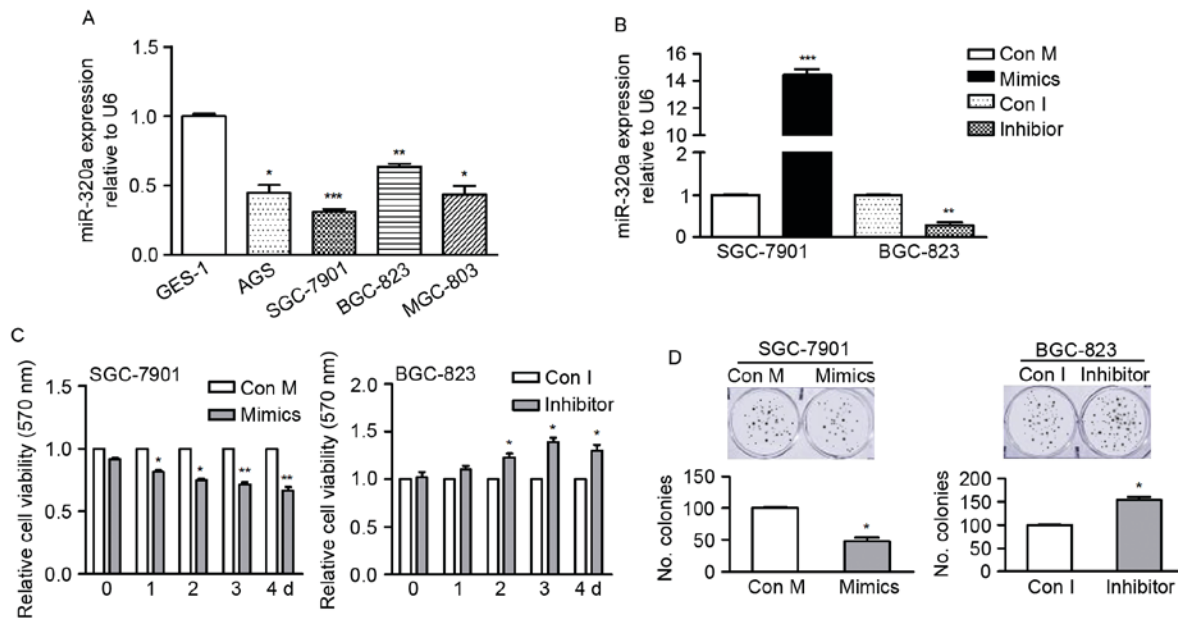 A
miR-320a expression
relative to U6
1.5
1.0
0.5
0.0
*
***
**
*
GES-1
AGS
SGC-7901
BGC-823
MGC-803
B
miR-320a expression
relative to U6
16
14
12
10
8
6
4
2
1
0
***
**
SGC-7901
BGC-823
Con M
Mimics
Con I
Inhibior
C
Relative cell viability (570 nm)
1.5
1.0
0.5
0.0
SGC-7901
Con M
Mimics
*
*
**
**
0 1 2 3 4 d
Relative cell viability (570 nm)
2.0
1.5
1.0
0.5
0.0
BGC-823
Con I
Inhibitor
*
*
*
0 1 2 3 4 d
D
SGC-7901
Con M Mimics
No. colonies
150
100
50
0
*
Con M Mimics
BGC-823
Con I Inhibitor
No. colonies
200
150
100
50
0
*
Con I Inhibitor